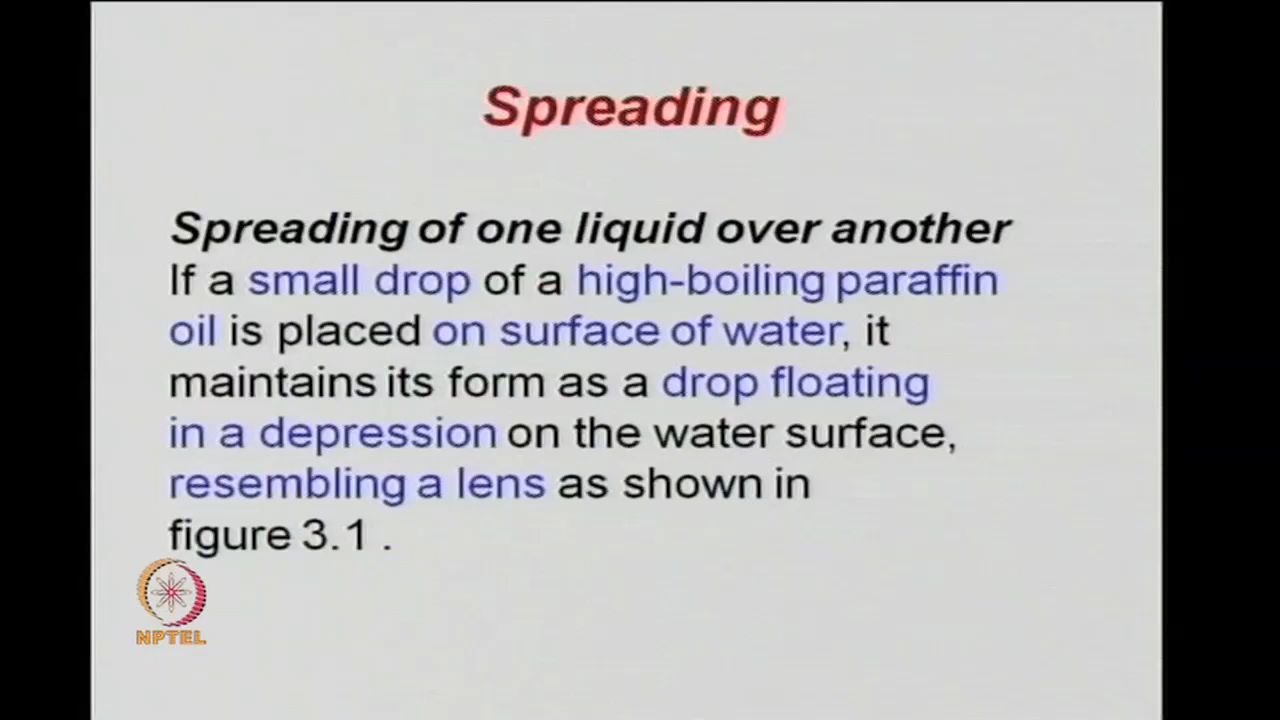 Spreading
Spreading of one liquid over another
If a small drop of a high-boiling paraffin
oil is placed on surface of water, it
maintains its form as a drop floating
in a depression on the water surface,
resembling a lens as shown in
figure 3.1 .
NPTEL